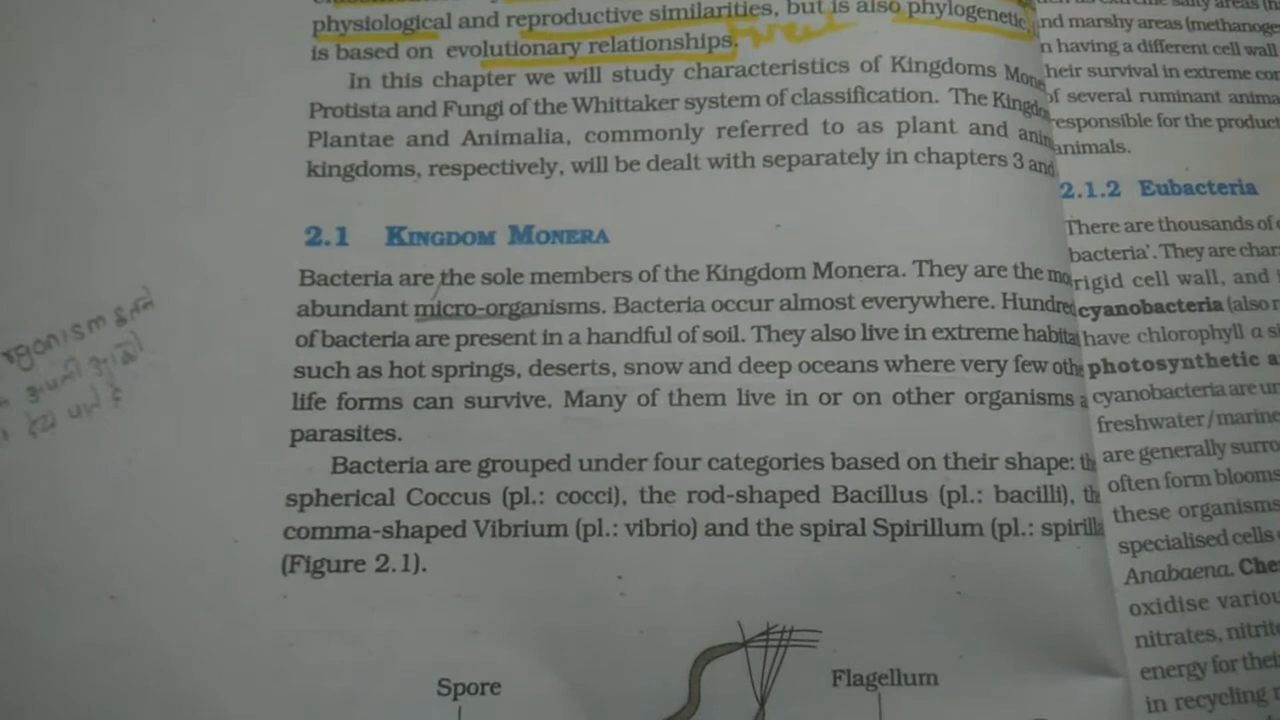 physiological and reproductive similarities, but is also phylogenetic,
is based on evolutionary relationships.
In this chapter we will study characteristics of Kingdoms Mone
Protista and Fungi of the Whittaker system of classification. The Kingdo
Plantae and Animalia, commonly referred to as plant and anim
kingdoms, respectively, will be dealt with separately in chapters 3 and
2.1 KINGDOM MONERA
Bacteria are the sole members of the Kingdom Monera. They are the mo
abundant micro-organisms. Bacteria occur almost everywhere. Hundred
of bacteria are present in a handful of soil. They also live in extreme habitat
such as hot springs, deserts, snow and deep oceans where very few othe
life forms can survive. Many of them live in or on other organisms a
parasites.
Bacteria are grouped under four categories based on their shape: th
spherical Coccus (pl.: cocci), the rod-shaped Bacillus (pl.: bacilli), th
comma-shaped Vibrium (pl.: vibrio) and the spiral Spirillum (pl.: spirilla
(Figure 2.1).
Spore
Flagellum
and marshy areas (methanoge
n having a different cell wall
heir survival in extreme con
of several ruminant anima
responsible for the product
animals.
2.1.2 Eubacteria
There are thousands of
bacteria'. They are char
rigid cell wall, and
cyanobacteria (also
have chlorophyll a si
photosynthetic a
cyanobacteria are un
freshwater/marine
are generally surro
often form blooms
these organisms
specialised cells
Anabaena. Che
oxidise variou
nitrates, nitrite
energy for thei
in recycling